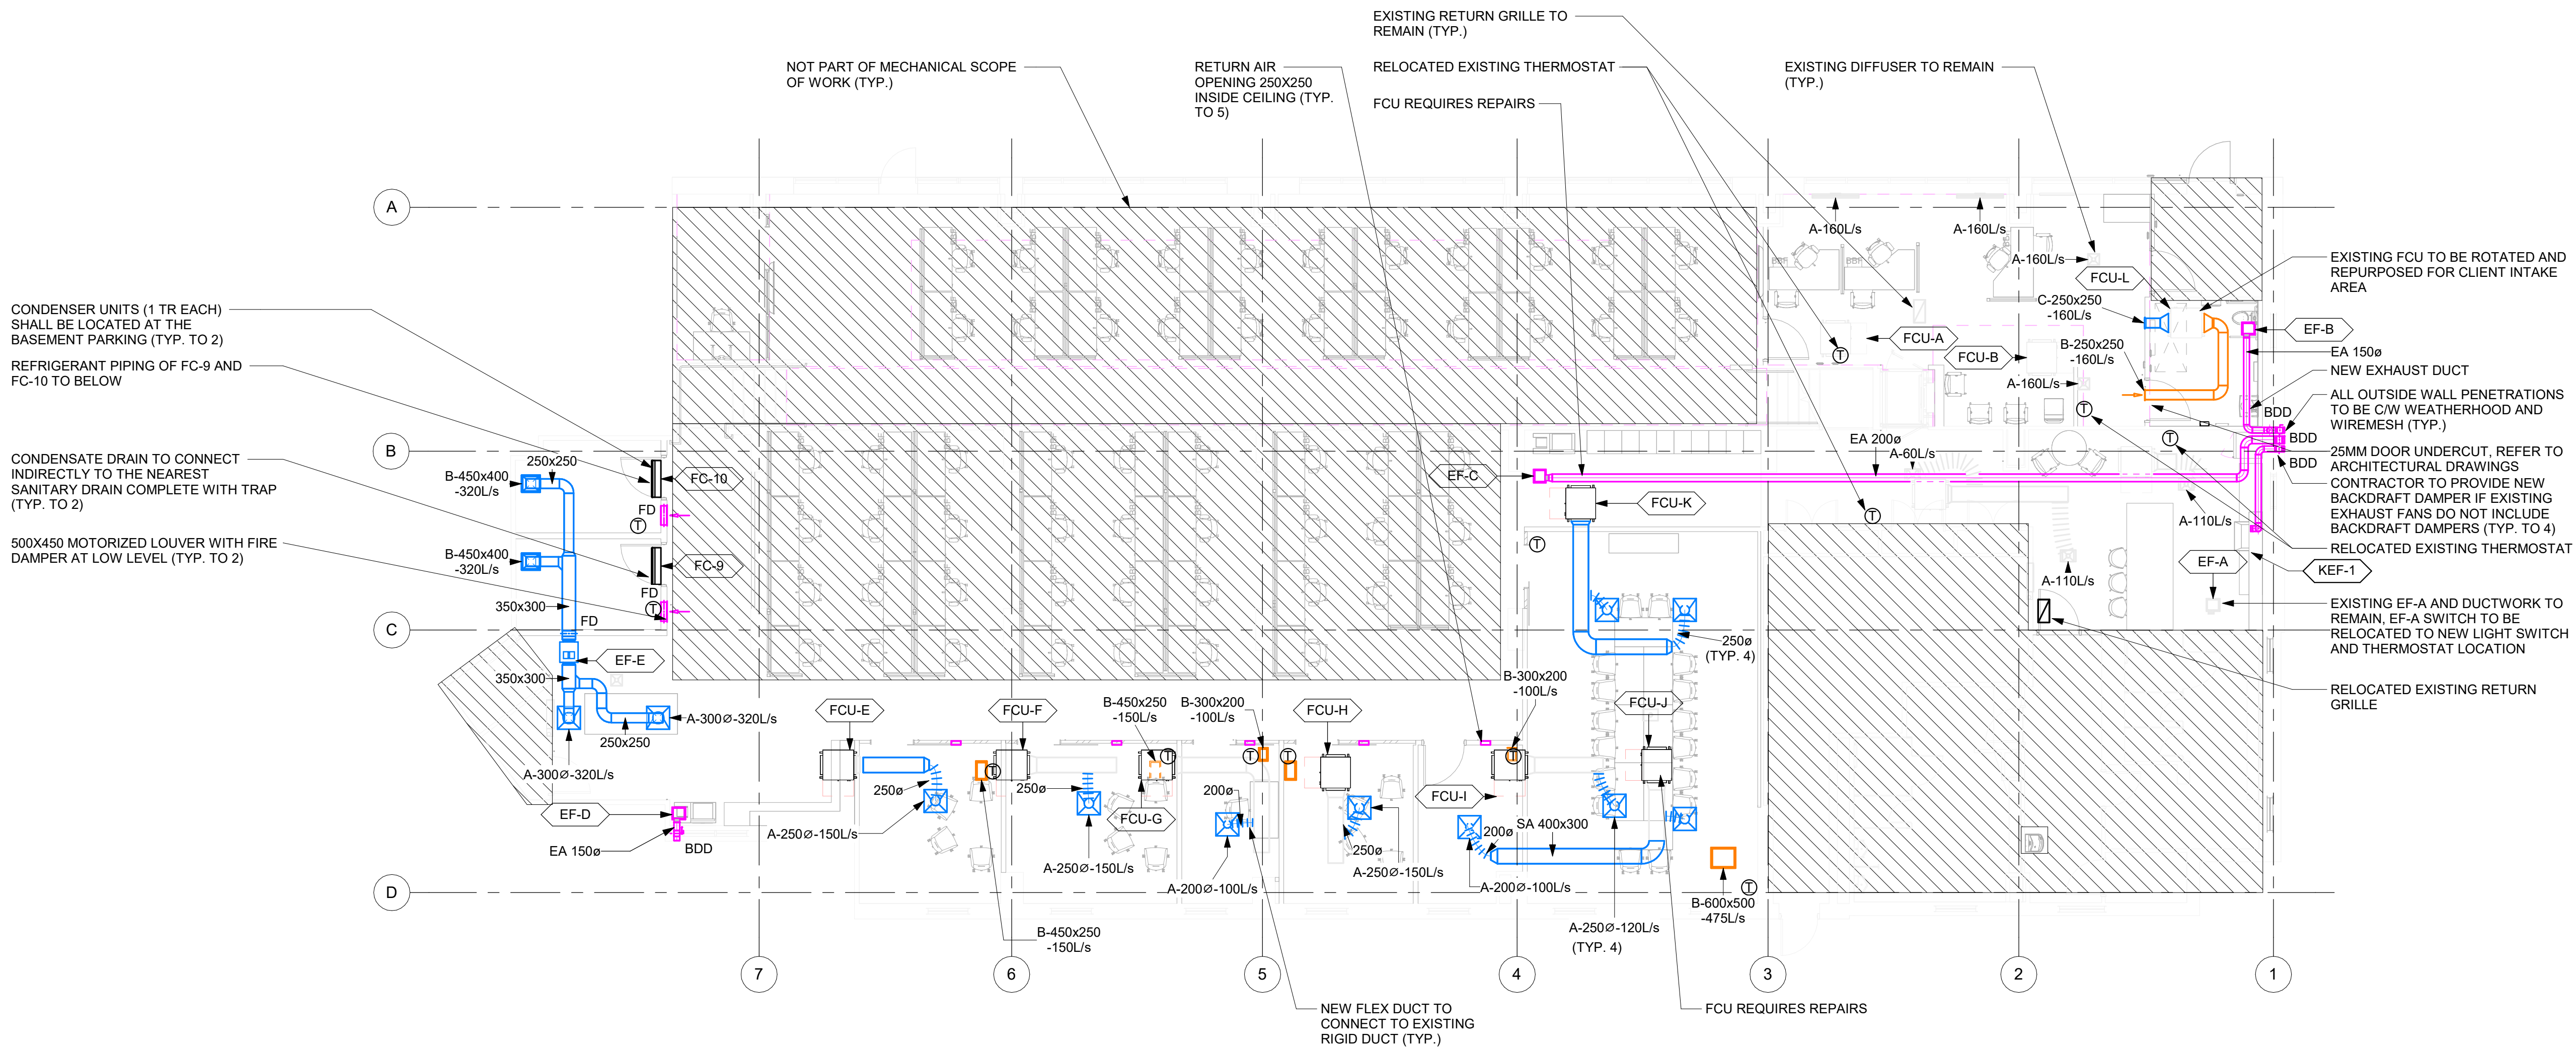 EXISTING RETURN GRILLE TO
REMAIN (TYP.)
NOT PART OF MECHANICAL SCOPE
OF WORK (TYP.)
RETURN AIR
OPENING 250X250
INSIDE CEILING (TYP.
TO 5)
RELOCATED EXISTING THERMOSTAT
FCU REQUIRES REPAIRS
EXISTING DIFFUSER TO REMAIN
(TYP.)
A
A-160L/s
A-160L/s
A-160L/s
FCU-L
EXISTING FCU TO BE ROTATED AND
REPURPOSED FOR CLIENT INTAKE
AREA
C-250x250
-160L/s
CONDENSER UNITS (1 TR EACH)
SHALL BE LOCATED AT THE
BASEMENT PARKING (TYP. TO 2)
FCU-A
EF-B
B-250x250
-160L/s
FCU-B
T
EA 150ø
REFRIGERANT PIPING OF FC-9 AND
FC-10 TO BELOW
NEW EXHAUST DUCT
A-160L/s
T
ALL OUTSIDE WALL PENETRATIONS
TO BE C/W WEATHERHOOD AND
WIREMESH (TYP.)
BDD
BDD
BDD
B
EA 200ø
A-60L/s
T
25MM DOOR UNDERCUT, REFER TO
ARCHITECTURAL DRAWINGS
CONDENSATE DRAIN TO CONNECT
INDIRECTLY TO THE NEAREST
SANITARY DRAIN COMPLETE WITH TRAP
(TYP. TO 2)
250x250
B-450x400
-320L/s
FC-10
EF-C
CONTRACTOR TO PROVIDE NEW
BACKDRAFT DAMPER IF EXISTING
EXHAUST FANS DO NOT INCLUDE
BACKDRAFT DAMPERS (TYP. TO 4)
FD
T
FCU-K
T
A-110L/s
500X450 MOTORIZED LOUVER WITH FIRE
DAMPER AT LOW LEVEL (TYP. TO 2)
B-450x400
-320L/s
T
RELOCATED EXISTING THERMOSTAT
FC-9
FD
T
EF-A
KEF-1
A-110L/s
350x300
EXISTING EF-A AND DUCTWORK TO
REMAIN, EF-A SWITCH TO BE
RELOCATED TO NEW LIGHT SWITCH
AND THERMOSTAT LOCATION
C
FD
250ø
(TYP. 4)
EF-E
350x300
B-300x200
-100L/s
RELOCATED EXISTING RETURN
GRILLE
FCU-E
FCU-F
B-450x250
-150L/s
B-300x200
-100L/s
FCU-H
FCU-J
A-300∅-320L/s
250x250
T
T
T
T
T
A-300∅-320L/s
250ø
250ø
200ø
FCU-I
EF-D
FCU-G
A-250∅-150L/s
200ø
SA 400x300
EA 150ø
BDD
250ø
A-250∅-150L/s
A-250∅-150L/s
A-200∅-100L/s
A-200∅-100L/s
T
D
B-600x500
-475L/s
B-450x250
-150L/s
A-250∅-120L/s
(TYP. 4)
7
6
5
4
3
2
1
NEW FLEX DUCT TO
CONNECT TO EXISTING
RIGID DUCT (TYP.)
FCU REQUIRES REPAIRS